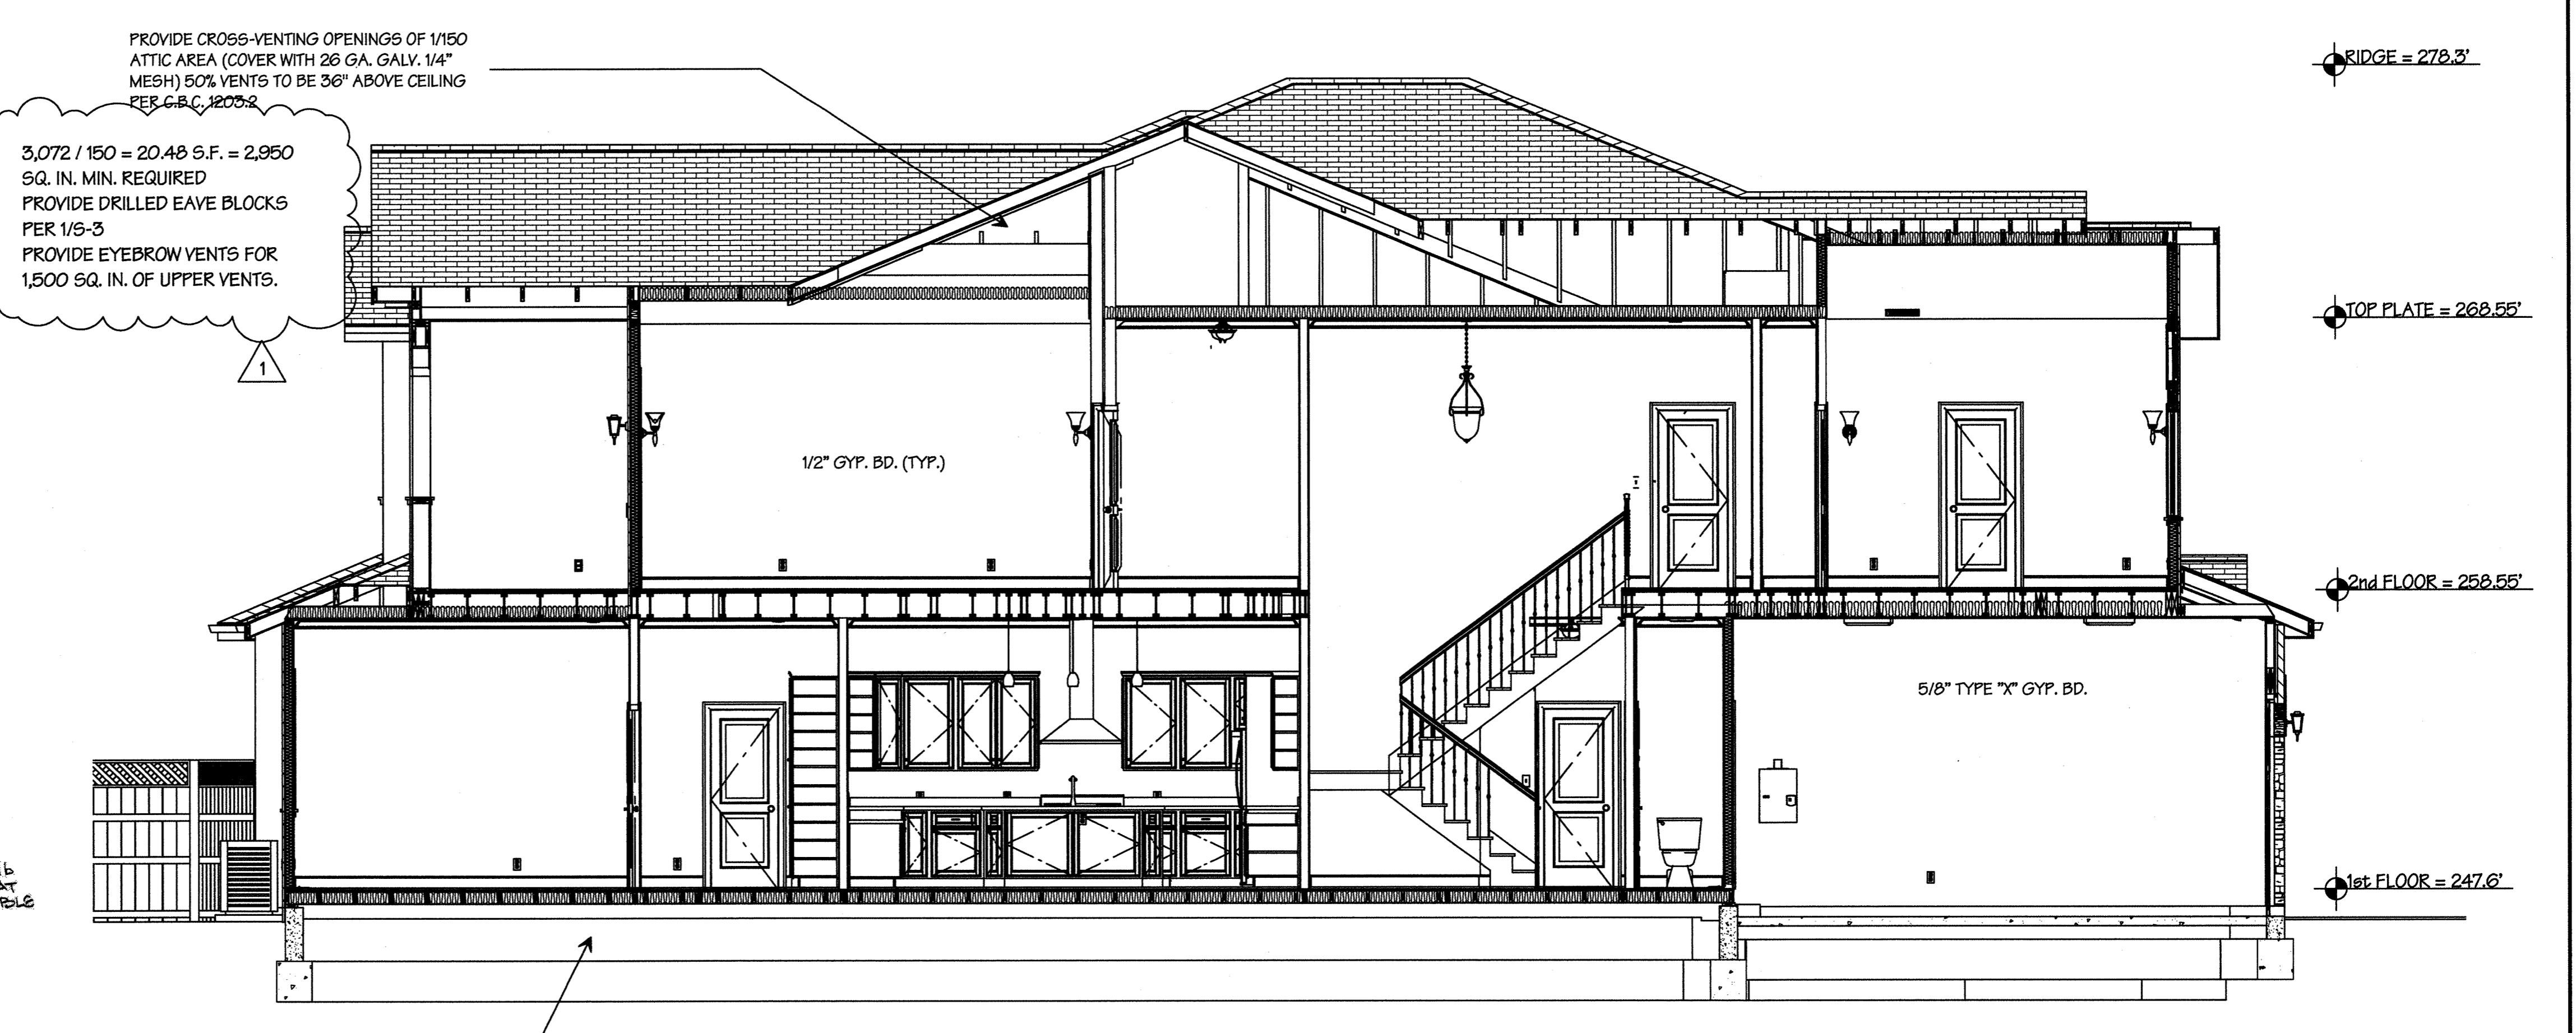 PROVIDE CROSS-VENTING OPENINGS OF 1/150
ATTIC AREA (COVER WITH 26 GA. GALV. 1/4"
MESH) 50% VENTS TO BE 36" ABOVE CEILING
PER C.B.C. 1203.2
3,072 / 150 = 20.48 S.F. = 2,950
SQ. IN. MIN. REQUIRED
PROVIDE DRILLED EAVE BLOCKS
PER 1/S-3
PROVIDE EYEBROW VENTS FOR
1,500 SQ. IN. OF UPPER VENTS.
1
RIDGE = 278.3'
TOP PLATE = 268.55'
1/2" GYP. BD. (TYP.)
2nd FLOOR = 258.55'
5/8" TYPE "X" GYP. BD.
1st FLOOR = 247.6'